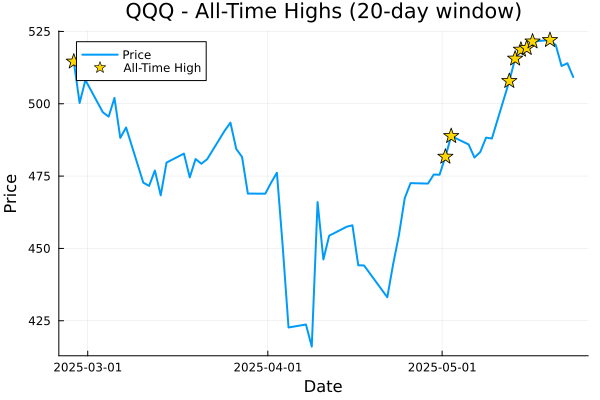 QQQ - All-Time Highs (20-day window)
Price
All-Time High
525
500
475
450
425
Price
2025-03-01
2025-04-01
2025-05-01
Date